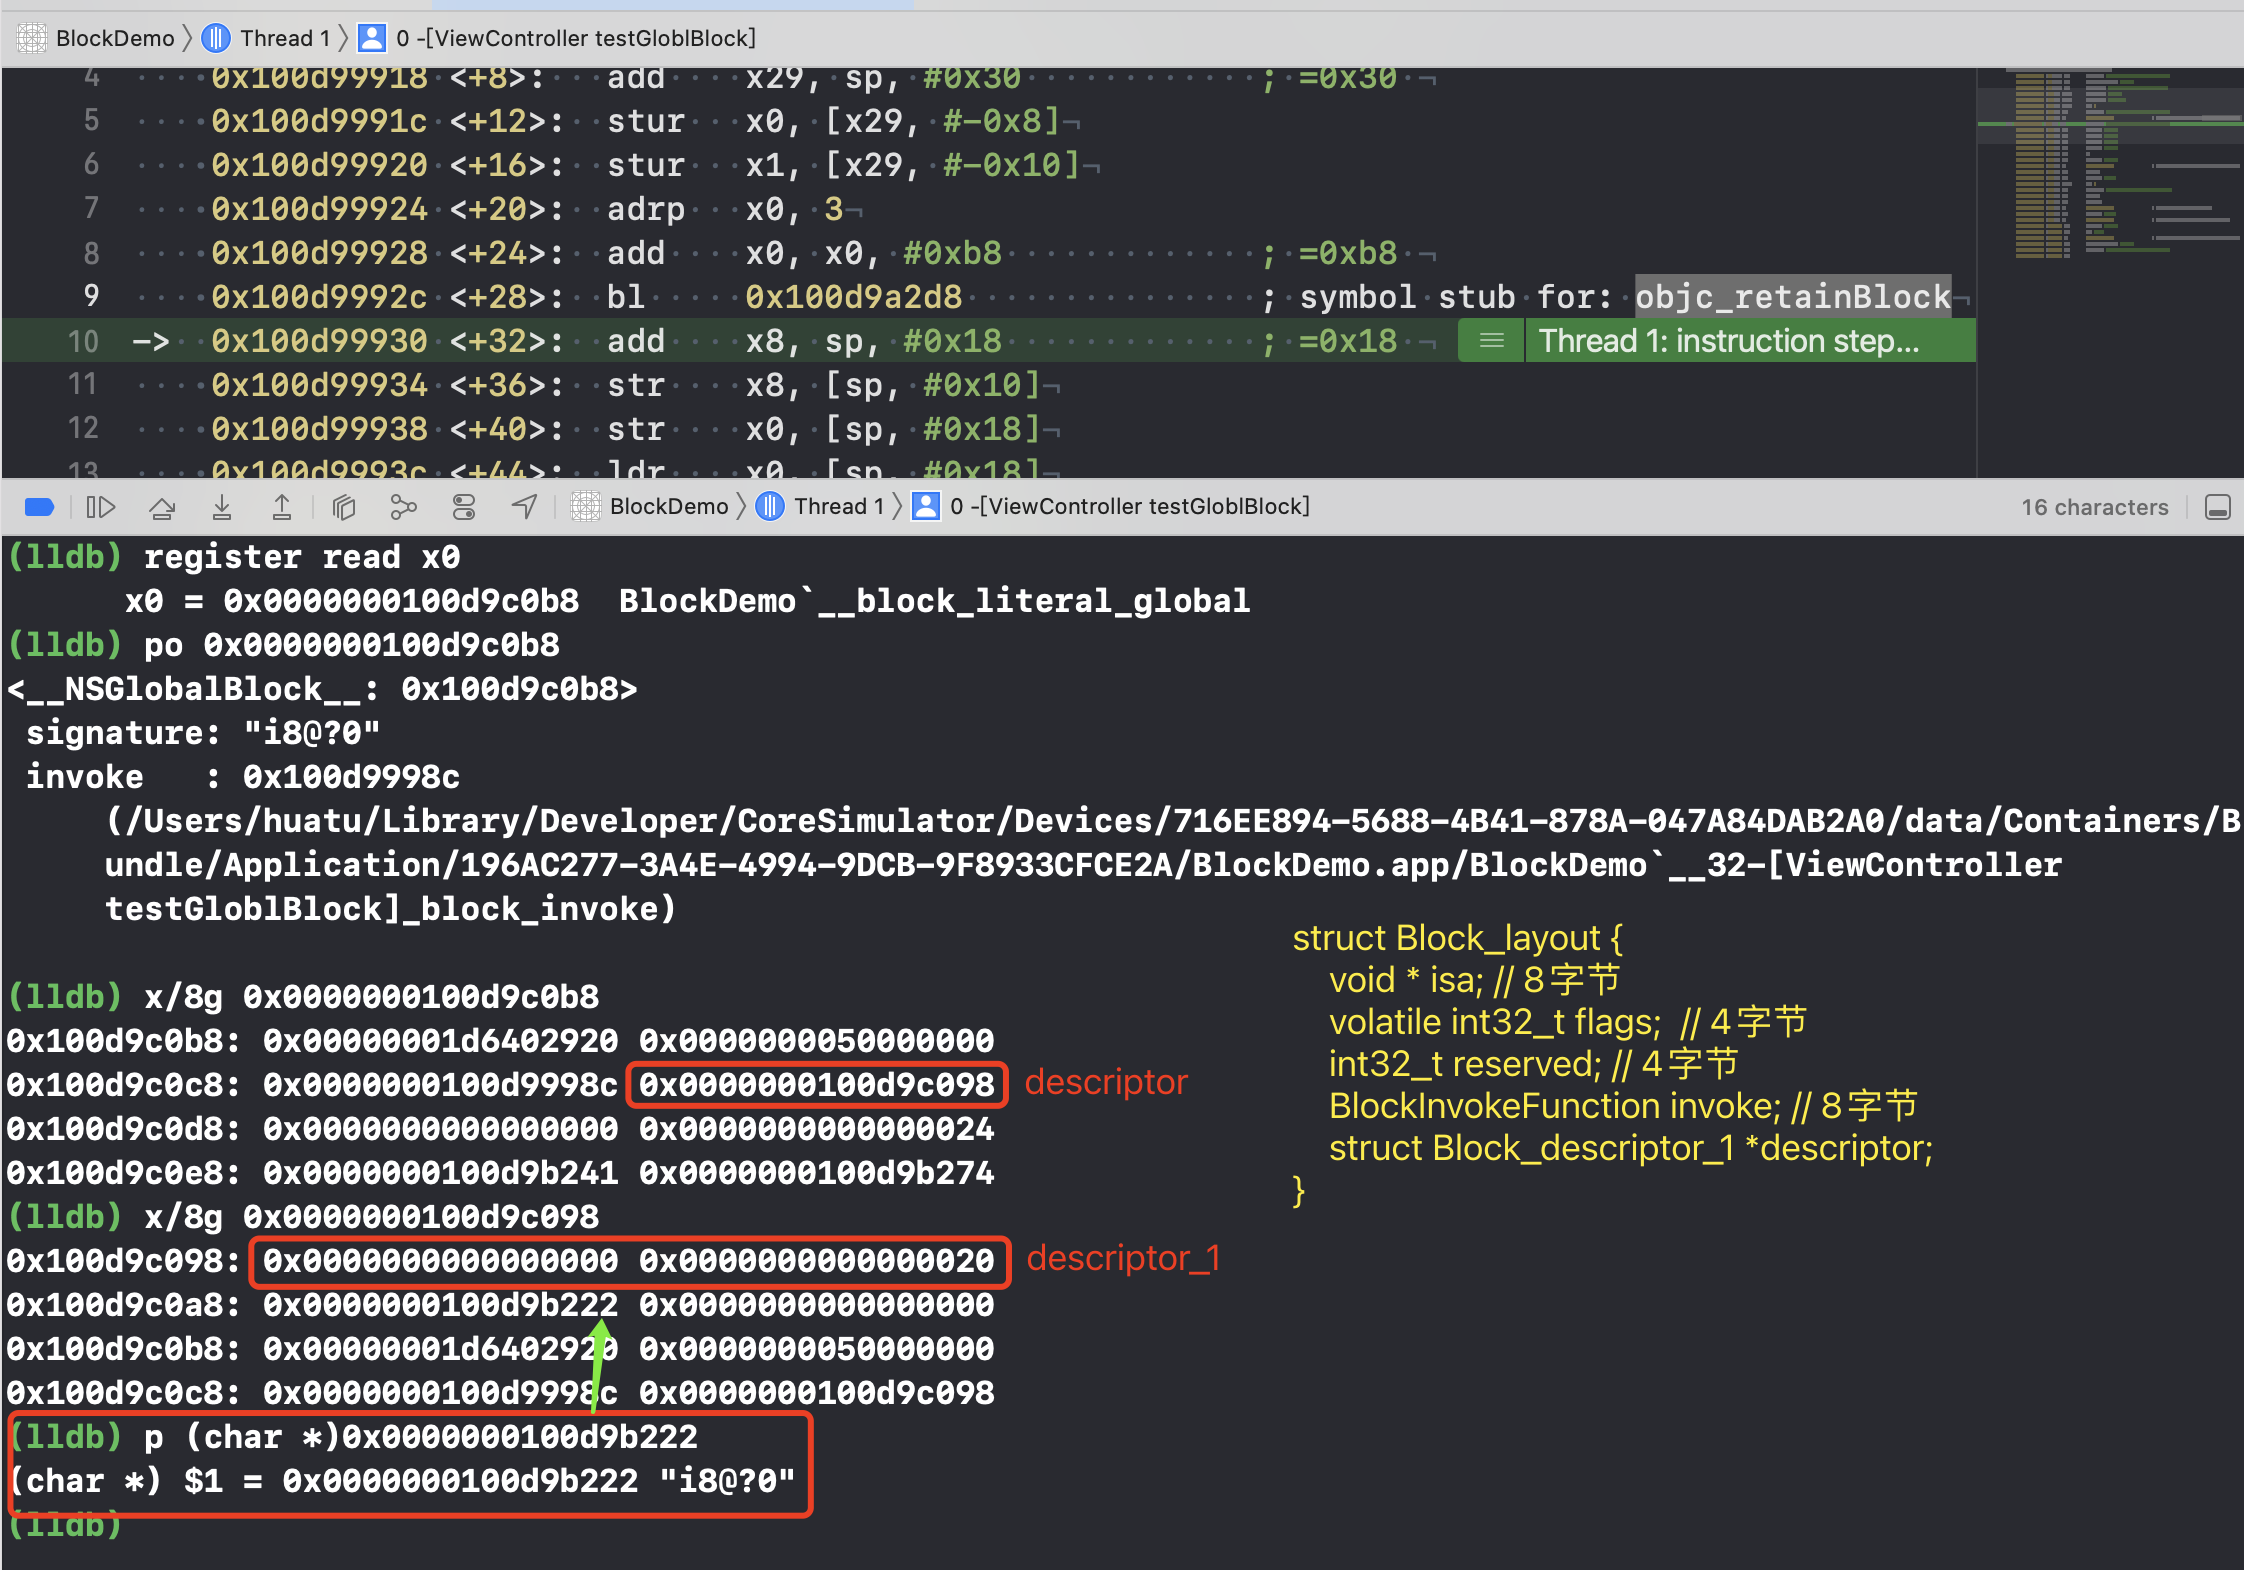 BlockDemo 〉 Thread 1 〉 0 -[ViewController testGloblBlock]
4 ···· 0x100d99918 <+8>: add x29, sp, #0x30 ; =0x30 ¬
5 ···· 0x100d9991c <+12>: stur x0, [x29, #-0x8]¬
6 ···· 0x100d99920 <+16>: stur x1, [x29, #-0x10]¬
7 ···· 0x100d99924 <+20>: adrp x0, 3¬
8 ···· 0x100d99928 <+24>: add x0, x0, #0xb8 ; =0xb8 ¬
9 ···· 0x100d9992c <+28>: bl 0x100d9a2d8 ; symbol stub for: objc_retainBlock¬
10 -> 0x100d99930 <+32>: add x8, sp, #0x18 ; =0x18 ¬ Thread 1: instruction step...
11 ···· 0x100d99934 <+36>: str x8, [sp, #0x10]¬
12 ···· 0x100d99938 <+40>: str x0, [sp, #0x18]¬
13 ···· 0x100d9993c <+44>: ldr x0, [sp, #0x18]¬
BlockDemo 〉 Thread 1 〉 0 -[ViewController testGloblBlock] 16 characters
(lldb) register read x0
x0 = 0x0000000100d9c0b8 BlockDemo`__block_literal_global
(lldb) po 0x0000000100d9c0b8
<__NSGlobalBlock__: 0x100d9c0b8>
signature: "i8@?0"
invoke : 0x100d9998c
(/Users/huatu/Library/Developer/CoreSimulator/Devices/716EE894-5688-4B41-878A-047A84DAB2A0/data/Containers/B
undle/Application/196AC277-3A4E-4994-9DCB-9F8933CFCE2A/BlockDemo.app/BlockDemo`__32-[ViewController
testGloblBlock]_block_invoke)
struct Block_layout {
void * isa; // 8字节
volatile int32_t flags; // 4字节
int32_t reserved; // 4字节
BlockInvokeFunction invoke; // 8字节
struct Block_descriptor_1 *descriptor;
}
(lldb) x/8g 0x0000000100d9c0b8
0x100d9c0b8: 0x00000001d6402920 0x0000000050000000
0x100d9c0c8: 0x0000000100d9998c 0x0000000100d9c098 descriptor
0x100d9c0d8: 0x0000000000000000 0x0000000000000024
0x100d9c0e8: 0x0000000100d9b241 0x0000000100d9b274
(lldb) x/8g 0x0000000100d9c098
0x100d9c098: 0x0000000000000000 0x0000000000000020 descriptor_1
0x100d9c0a8: 0x0000000100d9b222 0x0000000000000000
0x100d9c0b8: 0x00000001d6402920 0x0000000050000000
0x100d9c0c8: 0x0000000100d9998c 0x0000000100d9c098
(lldb) p (char *)0x0000000100d9b222
(char *) $1 = 0x0000000100d9b222 "i8@?0"
(lldb)